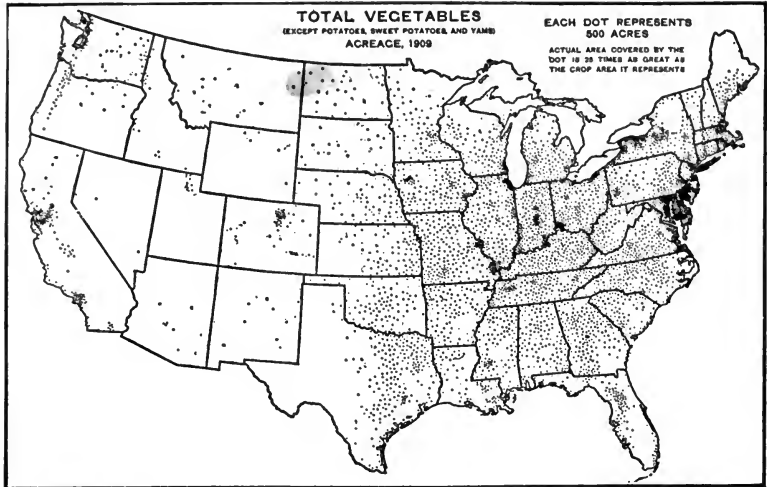 TOTAL VEGETABLES
(EXCEPT POTATOES, SWEET POTATOES, AND YAMS)
ACREAGE, 1909
EACH DOT REPRESENTS
500 ACRES
ACTUAL AREA COVERED BY THE
DOT IS 25 TIMES AS GREAT AS
THE CROP AREA IT REPRESENTS